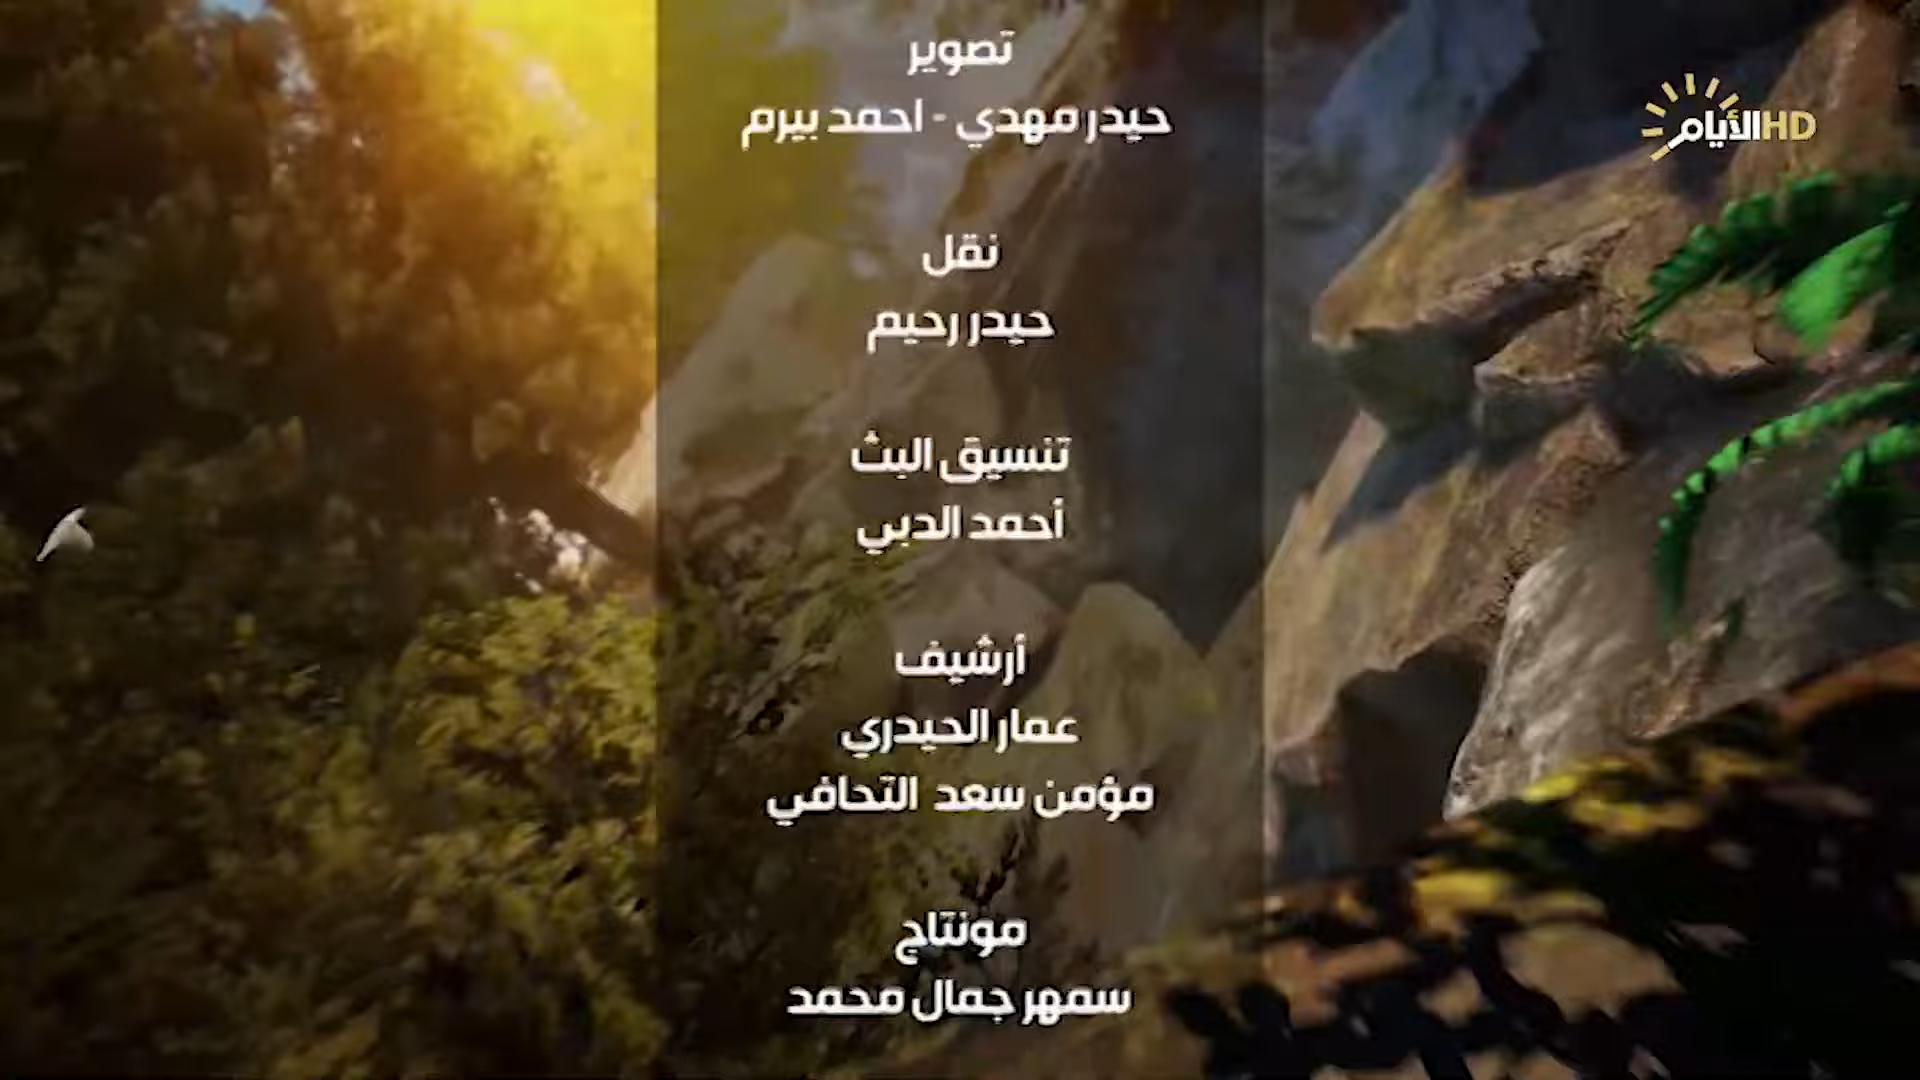 تصوير
حيدر مهدي - احمد بيرم
الأيام HD
نقل
حيدر رحيم
تنسيق البث
أحمد الدبي
أرشيف
عمار الحيدري
مؤمن سعد التحافي
مونتاج
سمهر جمال محمد